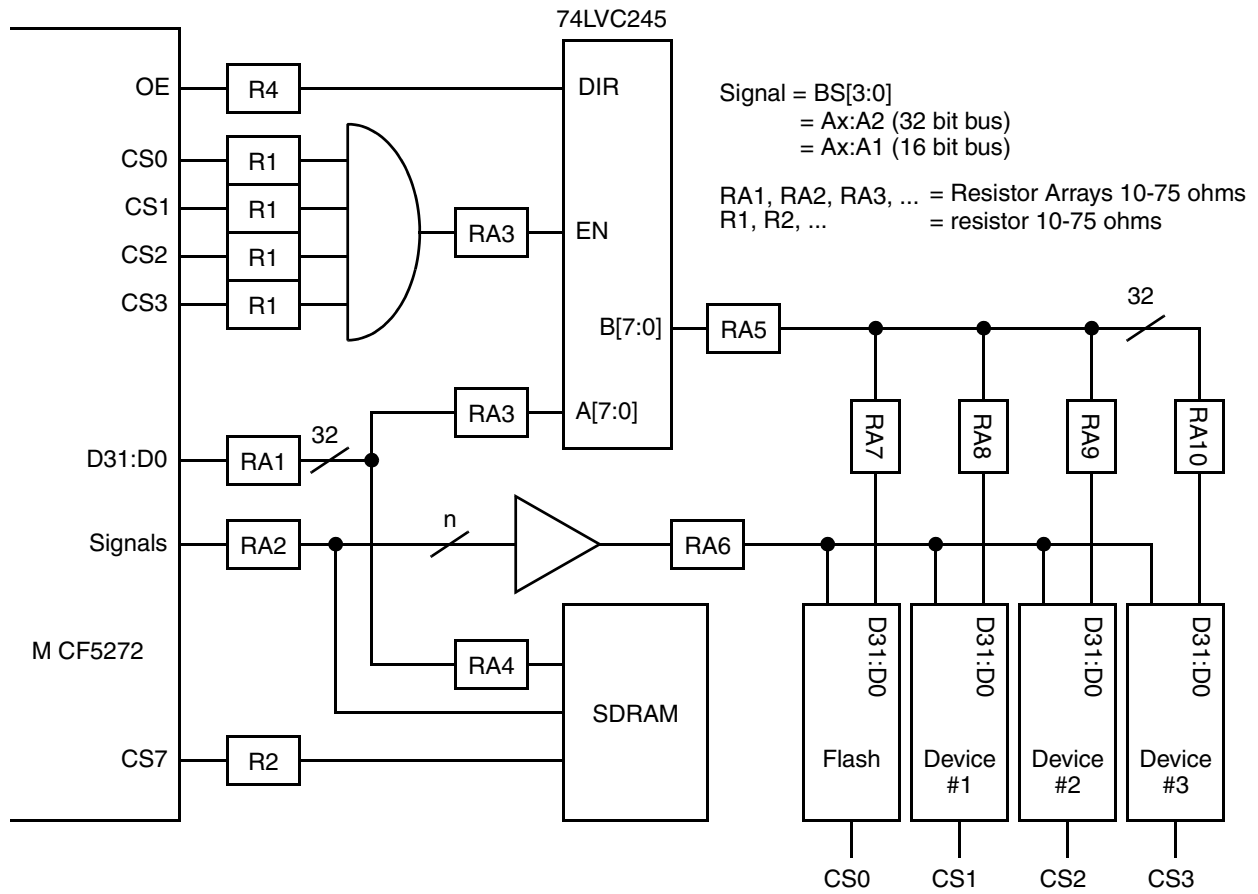 74LVC245
OE
R4
DIR
Signal = BS[3:0]
= Ax:A2 (32 bit bus)
= Ax:A1 (16 bit bus)
CS0
R1
CS1
R1
CS2
R1
CS3
R1
RA3
EN
RA1, RA2, RA3, ... = Resistor Arrays 10-75 ohms
R1, R2, ... = resistor 10-75 ohms
B[7:0]
RA5
32
RA3
A[7:0]
RA7
RA8
RA9
RA10
D31:D0
RA1
32
Signals
RA2
n
RA6
M CF5272
RA4
SDRAM
CS7
R2
D31:D0
D31:D0
D31:D0
D31:D0
Flash
Device
#1
Device
#2
Device
#3
CS0
CS1
CS2
CS3